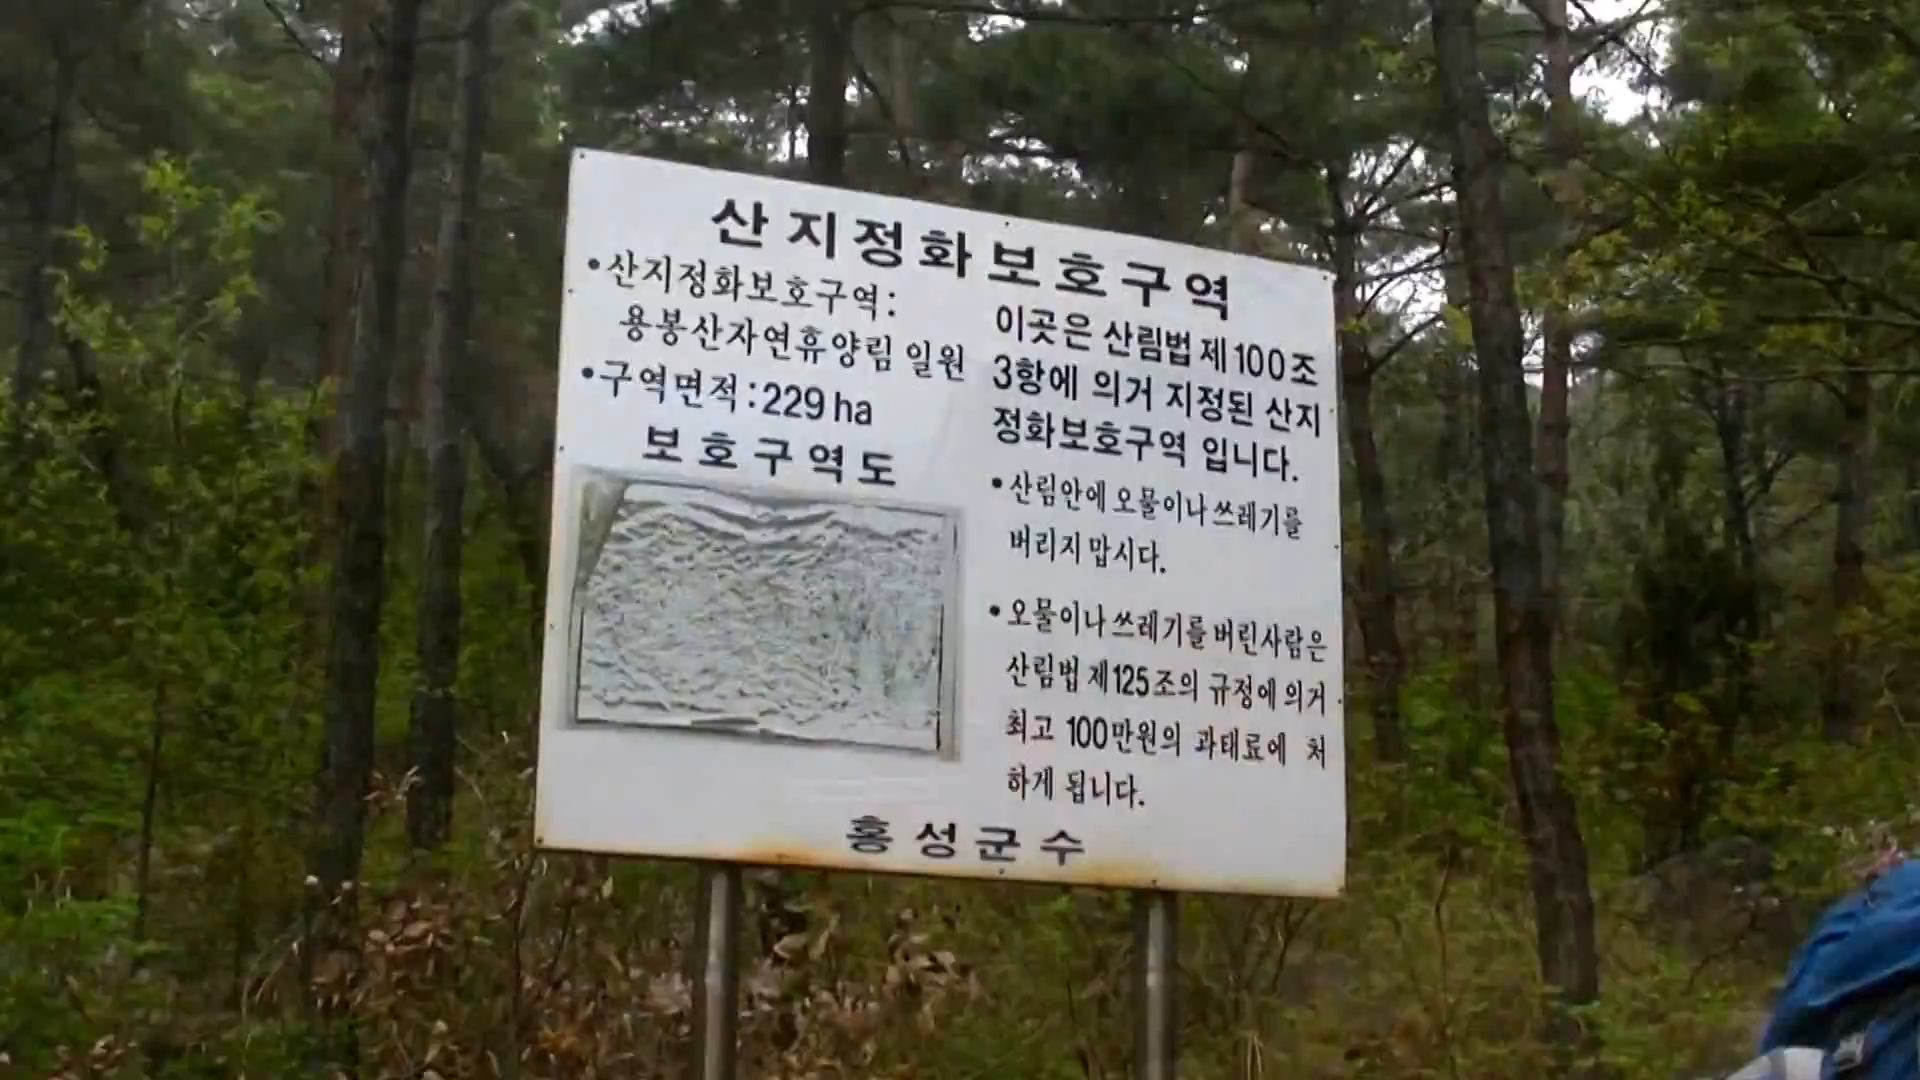 산지정화보호구역
•산지정화보호구역:
용봉산자연휴양림 일원
•구역면적:229ha
보호구역도
이곳은 산림법 제100조
3항에 의거 지정된 산지
정화보호구역 입니다.
•산림안에 오물이나 쓰레기를
버리지 맙시다.
•오물이나 쓰레기를 버린사람은
산림법 제125조의 규정에 의거
최고 100만원의 과태료에 처
하게 됩니다.
홍성군수